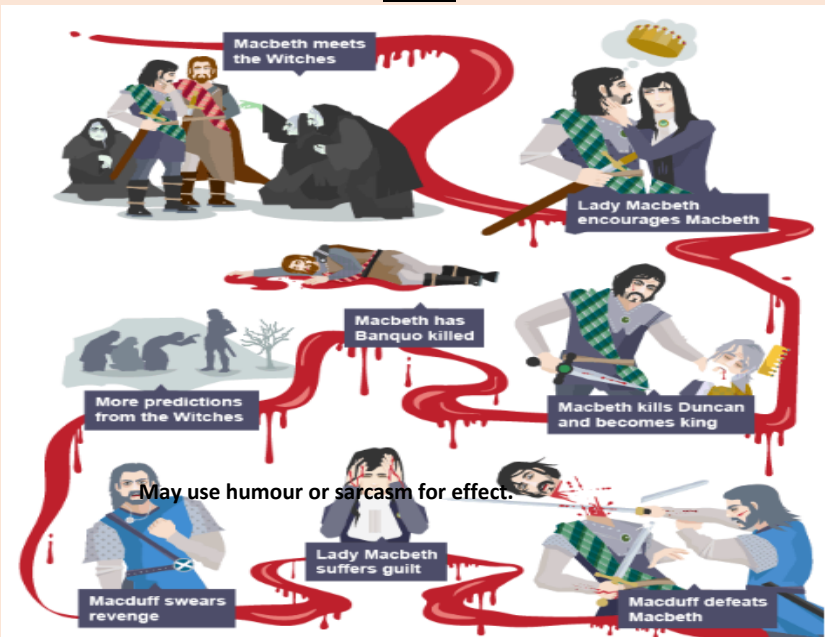 Macbeth meets
the Witches
Lady Macbeth
encourages Macbeth
Macbeth kills Duncan
and becomes king
Macbeth has
Banquo killed
More predictions
from the Witches
Macduff swears
revenge
May use humour or sarcasm for effect.
Lady Macbeth
suffers guilt
Macduff defeats
Macbeth